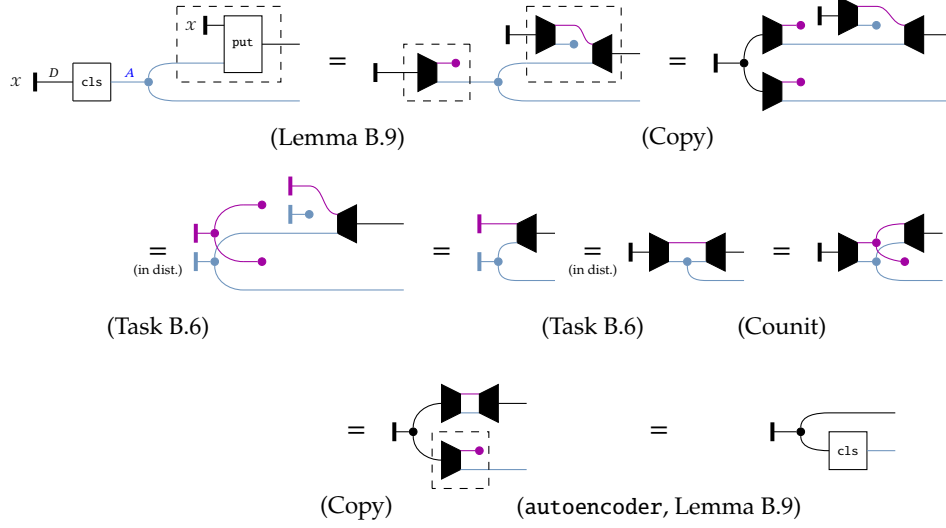 x put
x D cls A = =
(Lemma B.9) (Copy)
= = = =
(in dist.) (in dist.)
(Task B.6) (Task B.6) (Counit)
= =
cls
(Copy) (autoencoder, Lemma B.9)